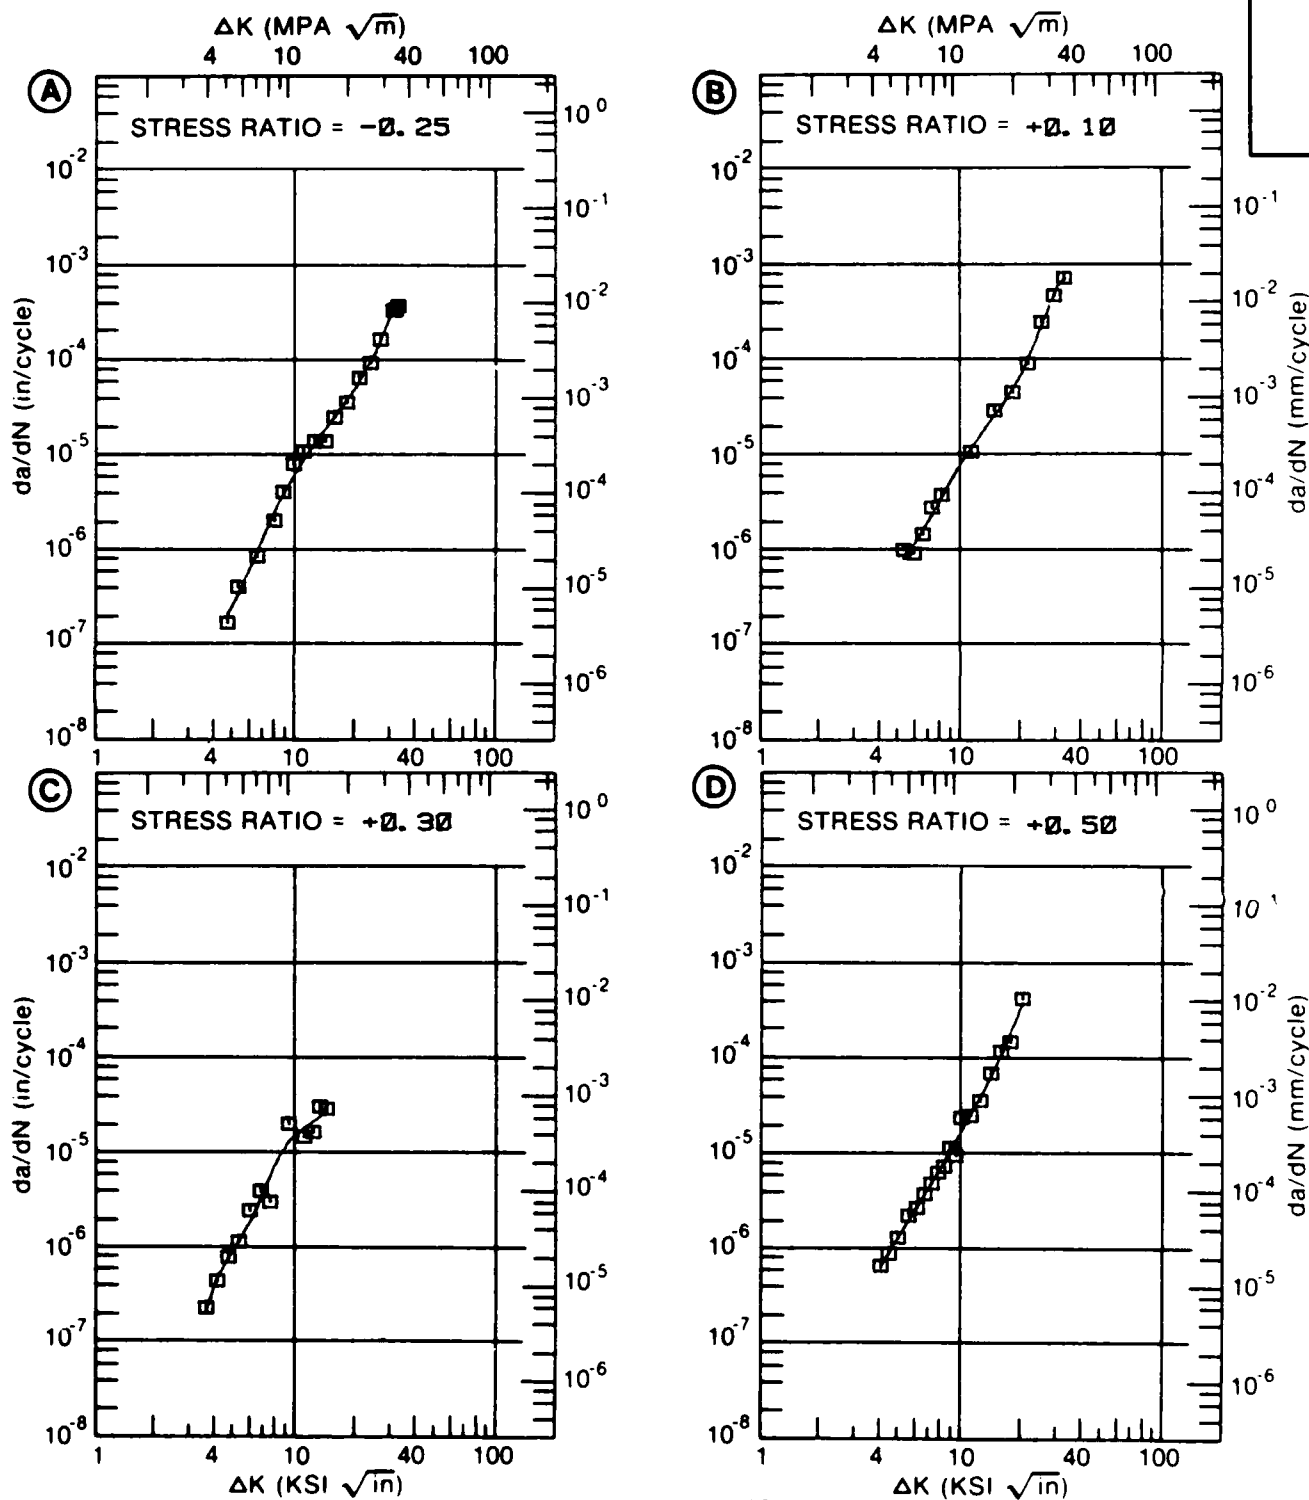 ΔK (MPA √m)
4 10 40 100
A
STRESS RATIO = -0.25
10^-2
10^-3
10^-4
10^-5
10^-6
10^-7
10^-8
da/dN (in/cycle)
10^0
10^-1
10^-2
10^-3
10^-4
10^-5
10^-6
1 4 10 40 100
ΔK (MPA √m)
4 10 40 100
B
STRESS RATIO = +0.10
10^-2
10^-3
10^-4
10^-5
10^-6
10^-7
10^-8
10^-1
10^-2
10^-3
10^-4
10^-5
10^-6
da/dN (mm/cycle)
1 4 10 40 100
C
STRESS RATIO = +0.30
10^-2
10^-3
10^-4
10^-5
10^-6
10^-7
10^-8
da/dN (in/cycle)
10^0
10^-1
10^-2
10^-3
10^-4
10^-5
10^-6
1 4 10 40 100
ΔK (KSI √in)
D
STRESS RATIO = +0.50
10^-2
10^-3
10^-4
10^-5
10^-6
10^-7
10^-8
10^0
10^-1
10^-2
10^-3
10^-4
10^-5
10^-6
da/dN (mm/cycle)
1 4 10 40 100
ΔK (KSI √in)